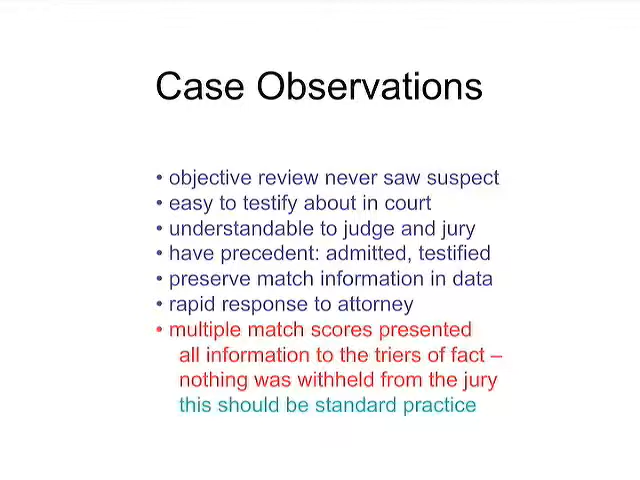 Case Observations
• objective review never saw suspect
• easy to testify about in court
• understandable to judge and jury
• have precedent: admitted, testified
• preserve match information in data
• rapid response to attorney
• multiple match scores presented
all information to the triers of fact –
nothing was withheld from the jury
this should be standard practice